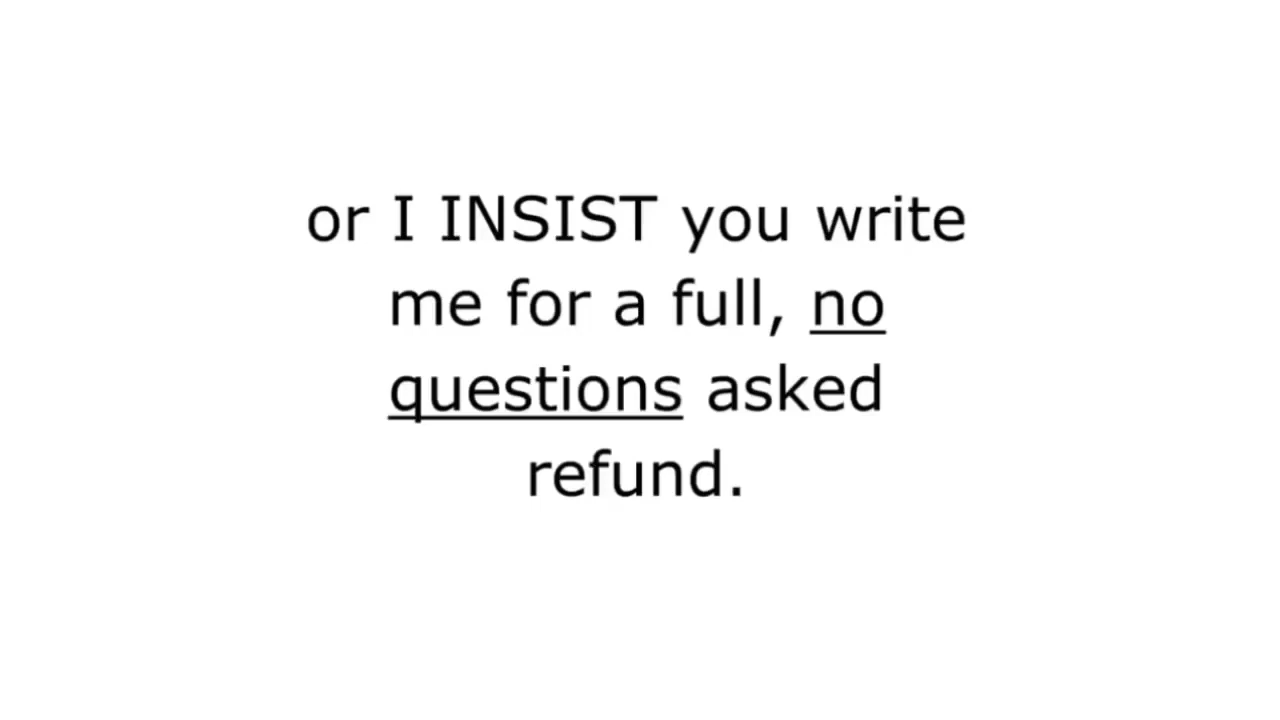 or I INSIST you write
me for a full, no
questions asked
refund.